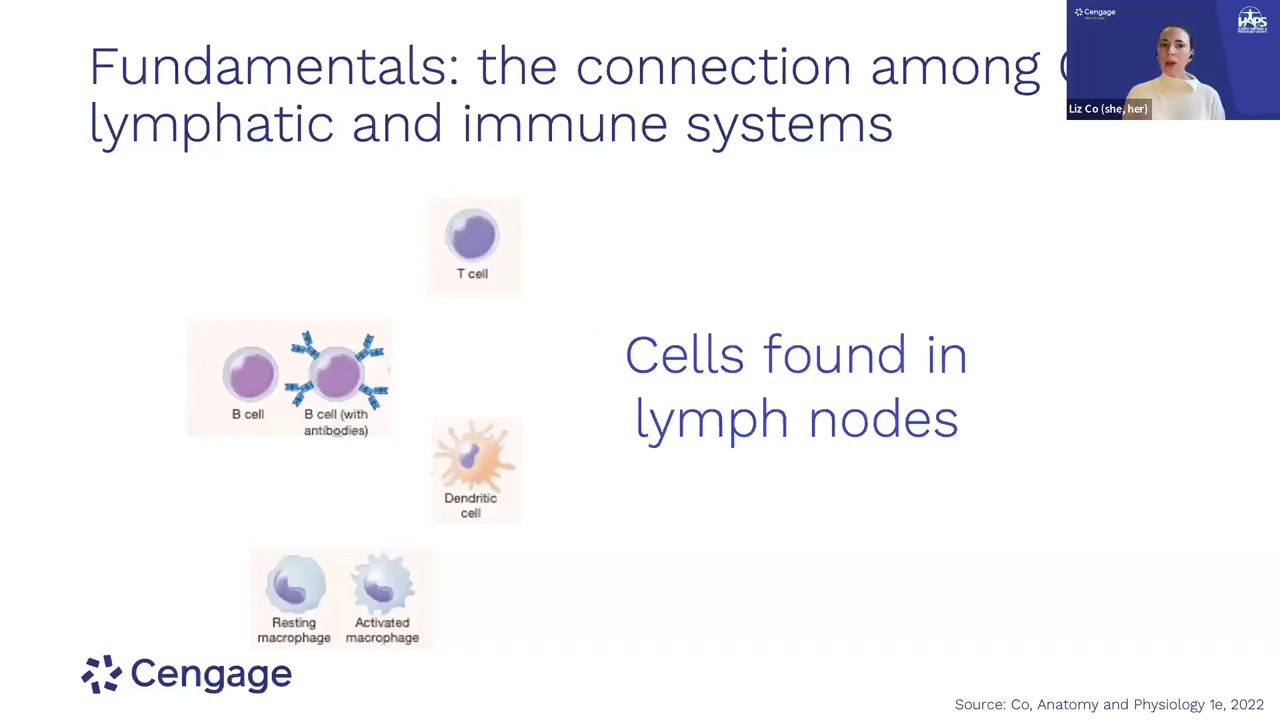 Fundamentals: the connection among
lymphatic and immune systems
Cengage
HAPS
Liz Co (she, her)
T cell
Cells found in
lymph nodes
B cell
B cell (with
antibodies)
Dendritic
cell
Resting
macrophage
Activated
macrophage
Cengage
Source: Co, Anatomy and Physiology 1e, 2022